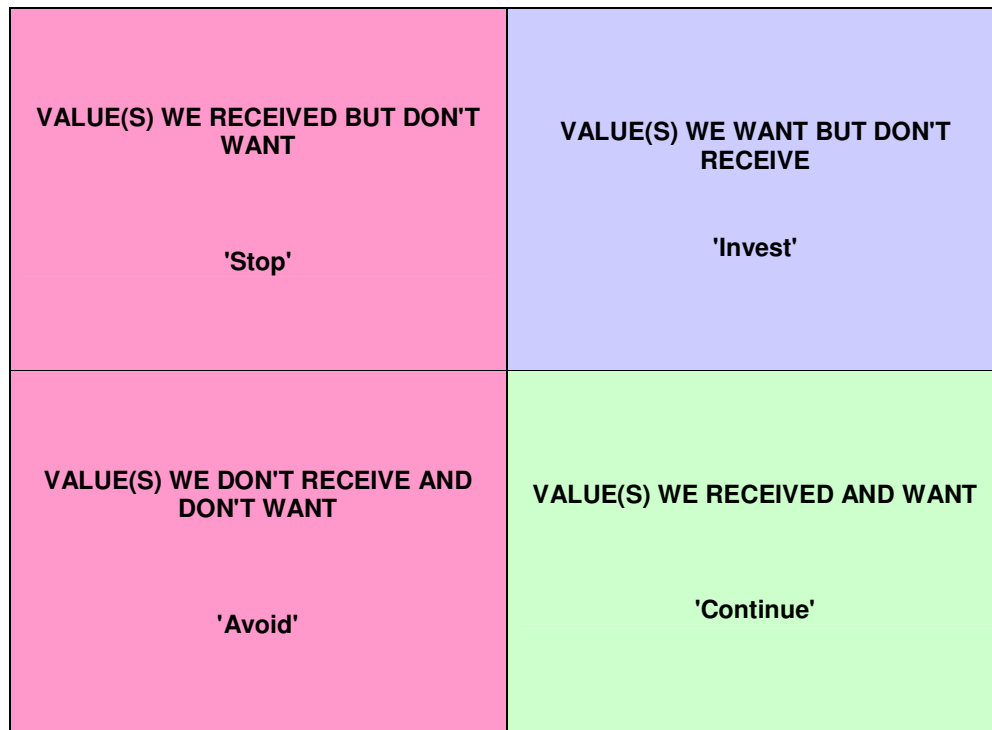 VALUE(S) WE RECEIVED BUT DON'T
WANT
'Stop'
VALUE(S) WE WANT BUT DON'T
RECEIVE
'Invest'
VALUE(S) WE DON'T RECEIVE AND
DON'T WANT
'Avoid'
VALUE(S) WE RECEIVED AND WANT
'Continue'